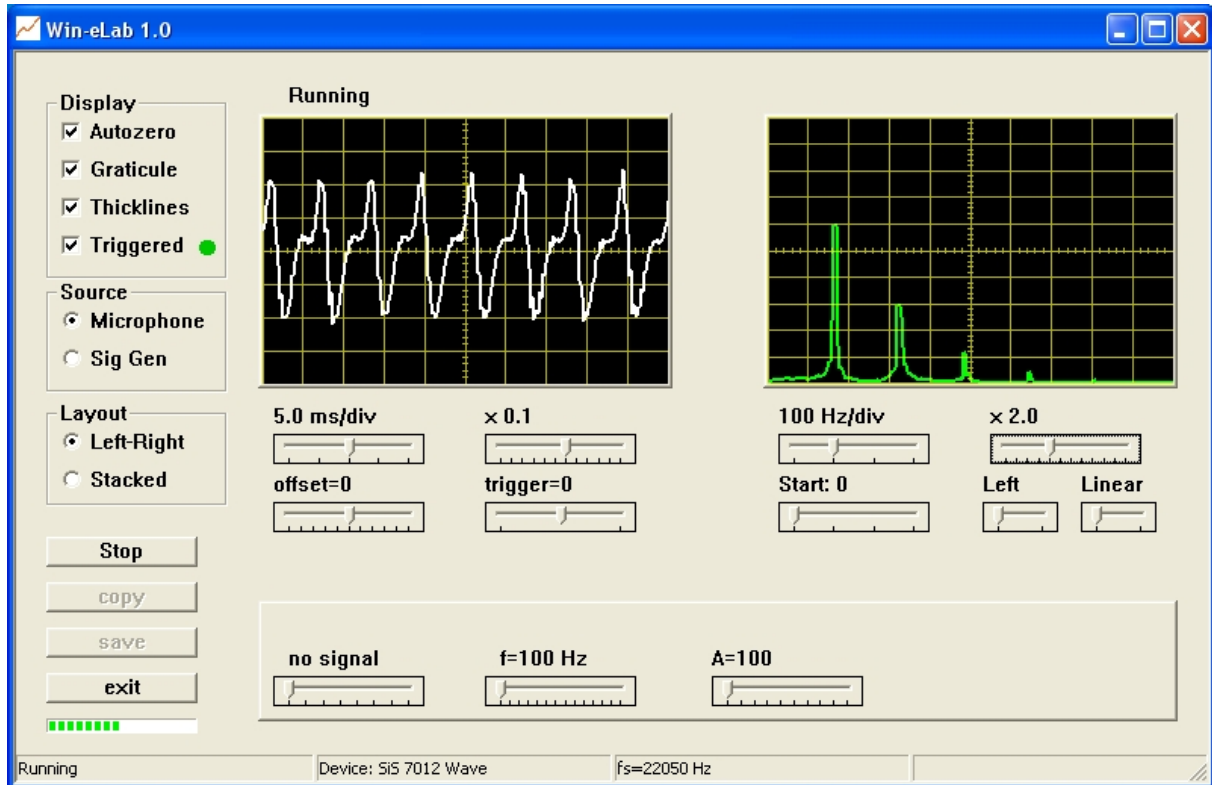 Win-eLab 1.0
Display
Autozero
Graticule
Thicklines
Triggered
Source
Microphone
Sig Gen
Layout
Left-Right
Stacked
Stop
copy
save
exit
Running
5.0 ms/div
× 0.1
offset=0
trigger=0
100 Hz/div
× 2.0
Start: 0
Left
Linear
no signal
f=100 Hz
A=100
Running
Device: SiS 7012 Wave
fs=22050 Hz